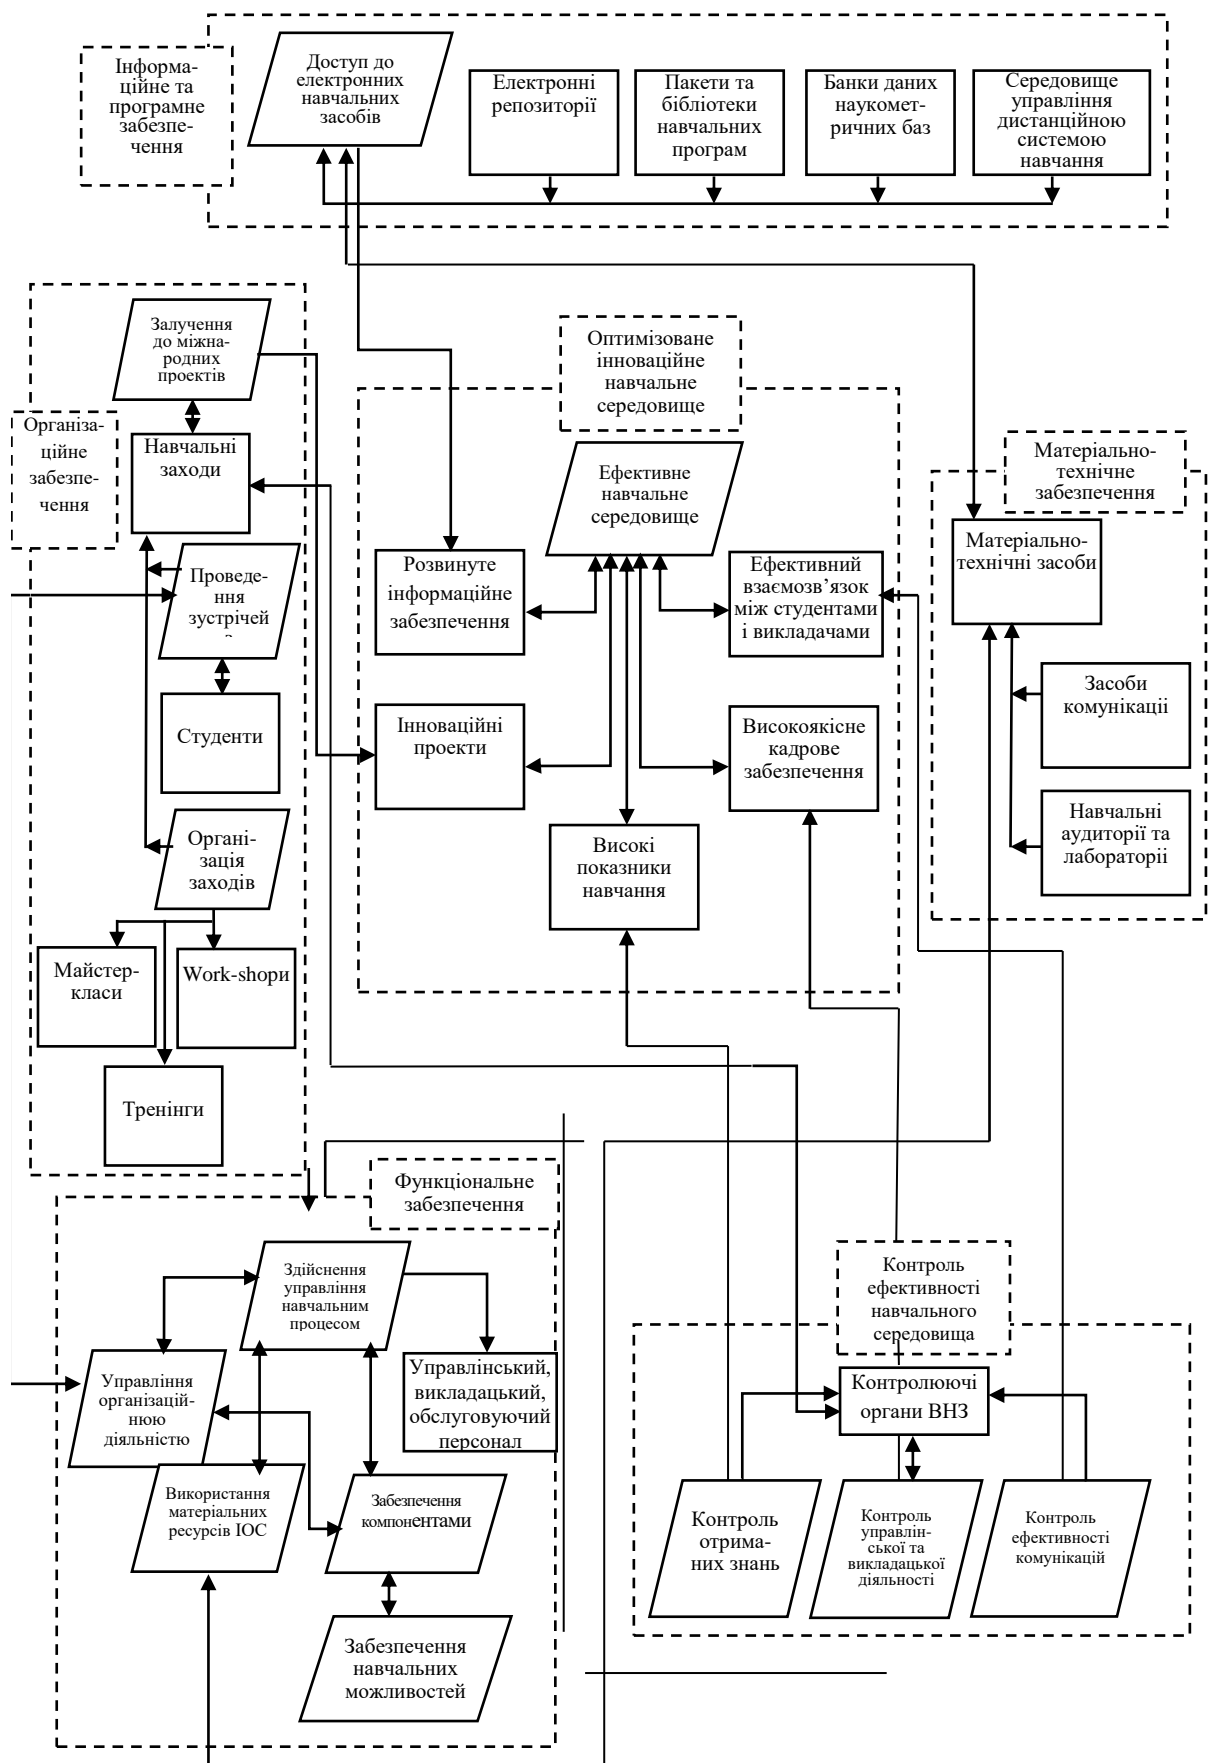 Інформа-
ційне та
програмне
забезпе-
чення
Доступ до
електронних
навчальних
засобів
Електронні
репозиторії
Пакети та
бібліотеки
навчальних
програм
Банки даних
наукомет-
ричних баз
Середовище
управління
дистанційною
системою
навчання
Залучення
до міжна-
родних
проектів
Організа-
ційне
забезпе-
чення
Навчальні
заходи
Проведе-
ння
зустрічей
Студенти
Органі-
зація
заходів
Майстер-
класи
Work-shopи
Тренінги
Оптимізоване
інноваційне
навчальне
середовище
Ефективне
навчальне
середовище
Розвинуте
інформаційне
забезпечення
Ефективний
взаємозв’язок
між студентами
і викладачами
Інноваційні
проекти
Високоякісне
кадрове
забезпечення
Високі
показники
навчання
Матеріально-
технічне
забезпечення
Матеріально-
технічні засоби
Засоби
комунікаіі
Навчальні
аудиторії та
лабораторіі
Функціональне
забезпечення
Здійснення
управління
навчальним
процесом
Управління
організацій-
нюю
діяльністю
Управлінський,
викладацький,
обслуговуючий
персонал
Використання
матеріальних
ресурсів ІОС
Забезпечення
компонентами
Забезпечення
навчальних
можливостей
Контроль
ефективності
навчального
середовища
Контролюючі
органи ВНЗ
Контроль
отрима-
них знань
Контроль
управлін-
ської та
викладацької
діяльності
Контроль
ефективності
комунікацій